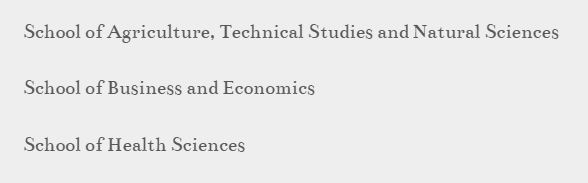 School of Agriculture, Technical Studies and Natural Sciences
School of Business and Economics
School of Health Sciences